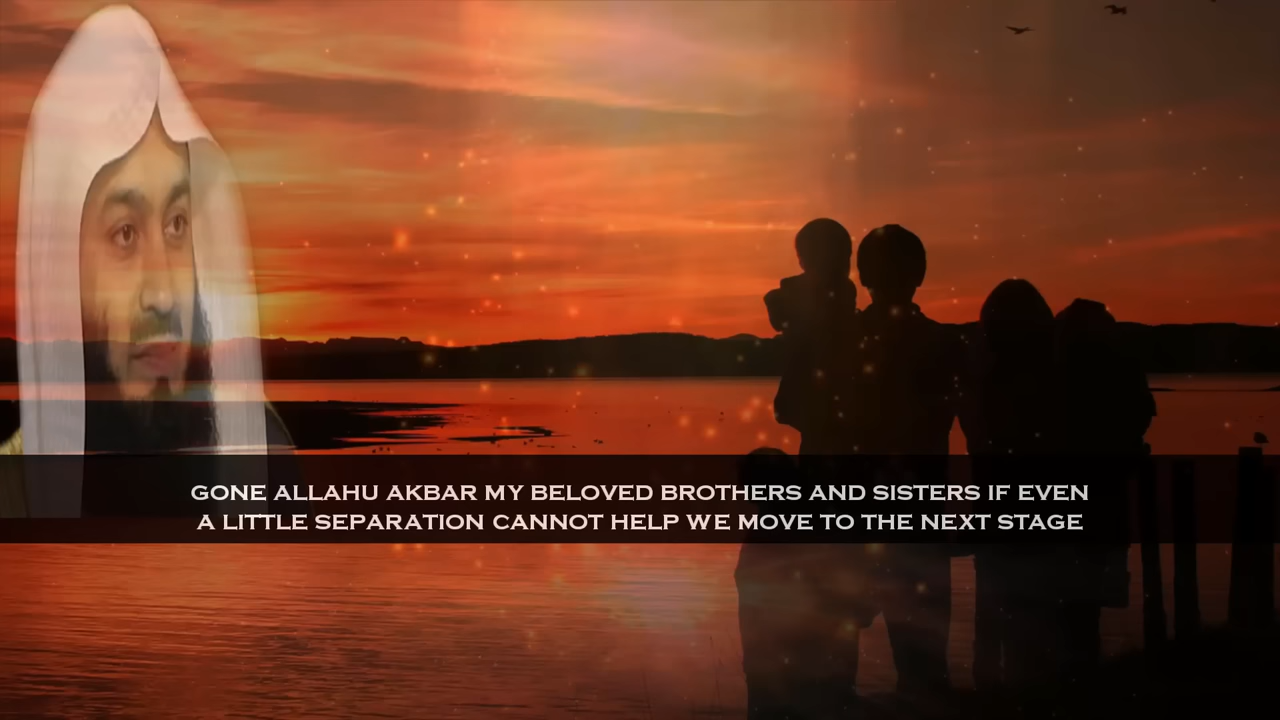 GONE ALLAHU AKBAR MY BELOVED BROTHERS AND SISTERS IF EVEN
A LITTLE SEPARATION CANNOT HELP WE MOVE TO THE NEXT STAGE